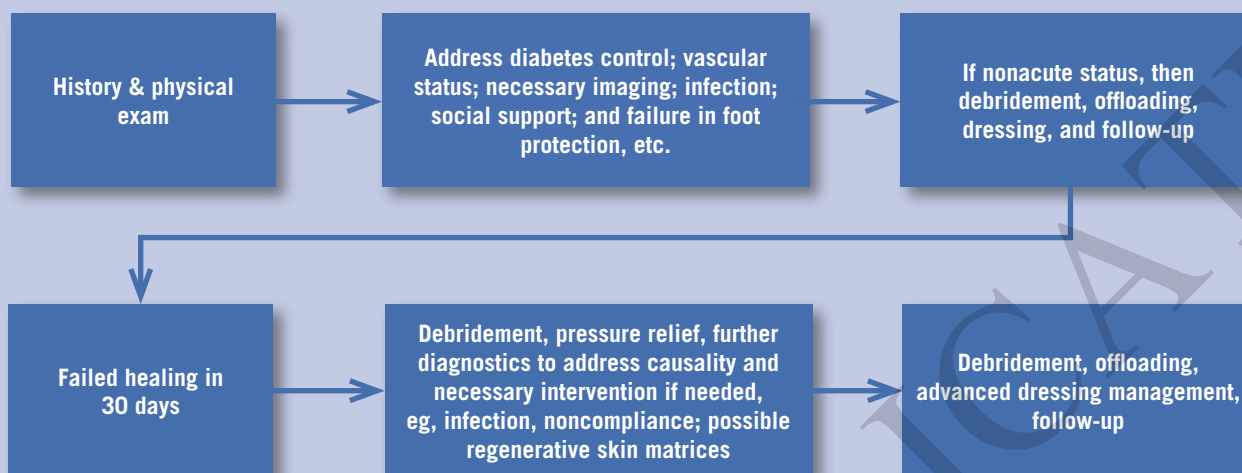 History & physical
exam
Address diabetes control; vascular
status; necessary imaging; infection;
social support; and failure in foot
protection, etc.
If nonacute status, then
debridement, offloading,
dressing, and follow-up
Failed healing in
30 days
Debridement, pressure relief, further
diagnostics to address causality and
necessary intervention if needed,
eg, infection, noncompliance; possible
regenerative skin matrices
Debridement, offloading,
advanced dressing management,
follow-up
ICAT